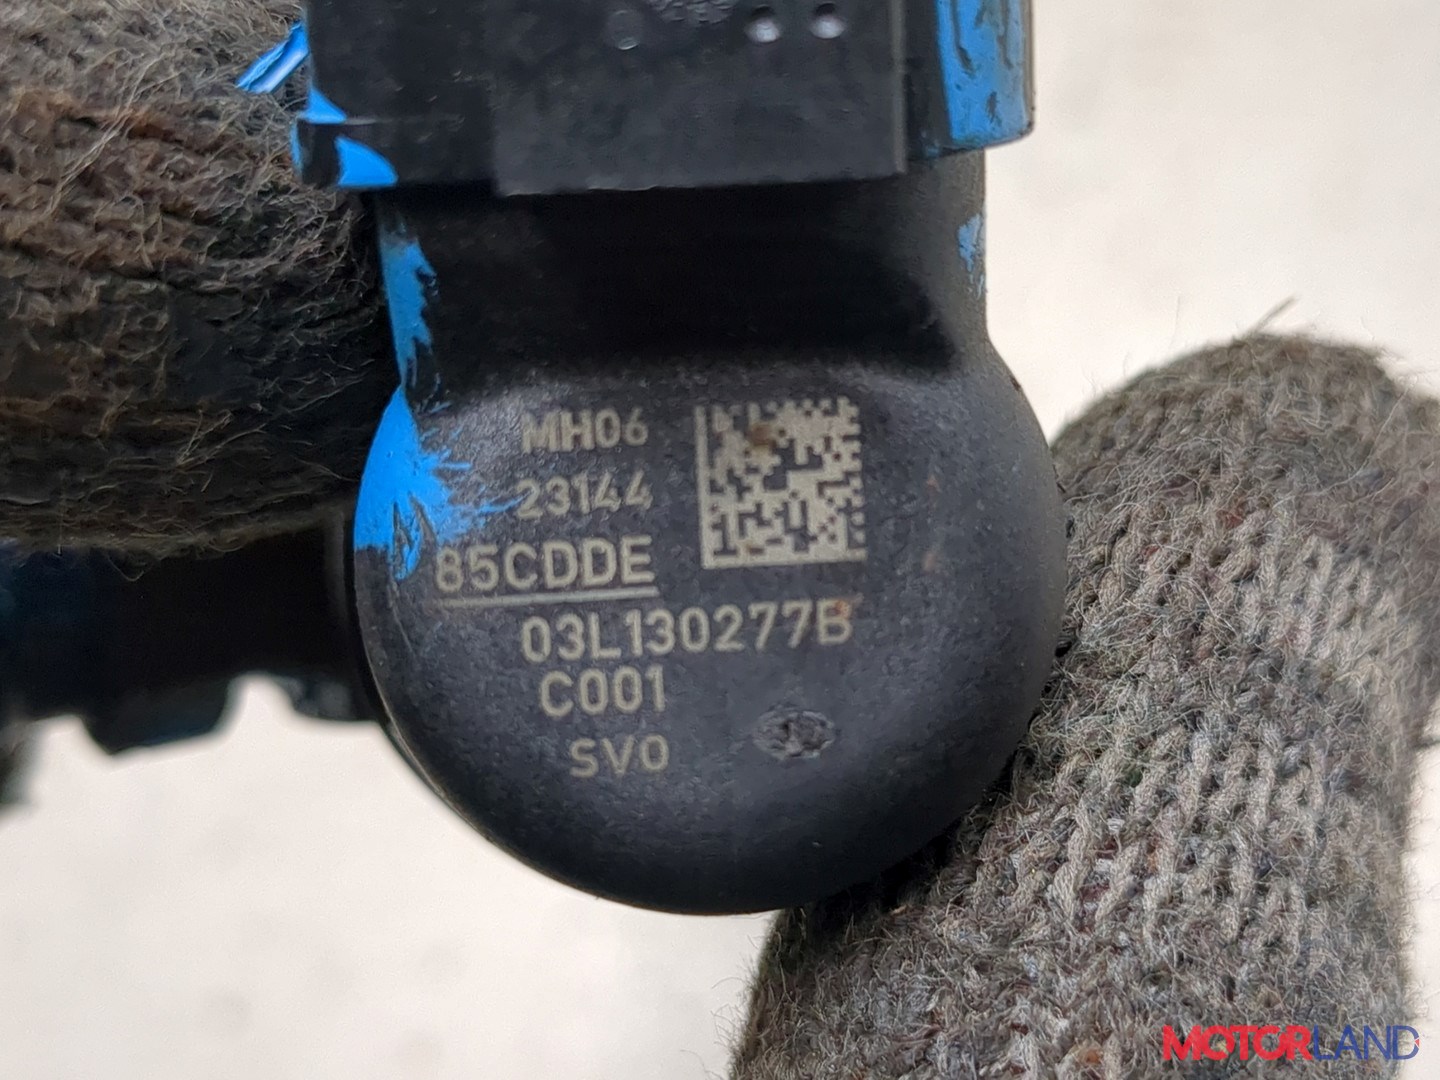 MH06
23144
85CDDE
03L130277B
C001
SV0
MOTORLAND